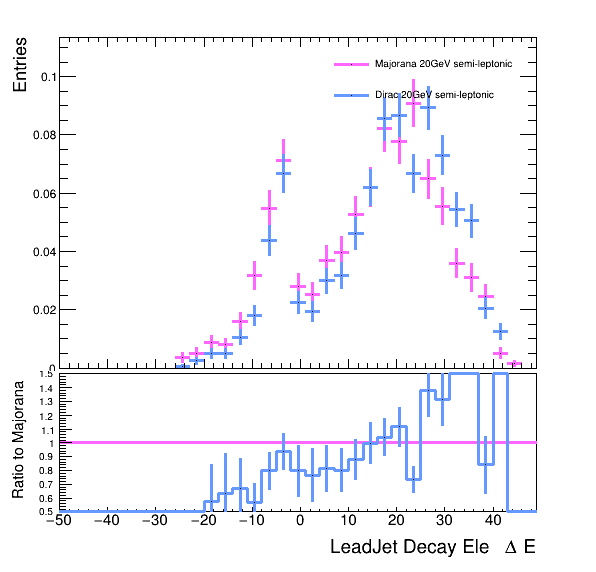 Entries
0.1
0.08
0.06
0.04
0.02
0
Majorana 20GeV semi-leptonic
Dirac 20GeV semi-leptonic
Ratio to Majorana
1.5
1.4
1.3
1.2
1.1
1
0.9
0.8
0.7
0.6
0.5
−50 −40 −30 −20 −10 0 10 20 30 40
LeadJet Decay Ele Δ E